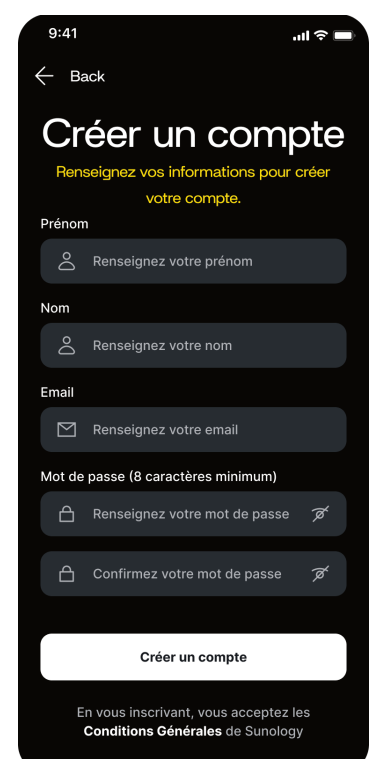 9:41
Back
Créer un compte
Renseignez vos informations pour créer
votre compte.
Prénom
Renseignez votre prénom
Nom
Renseignez votre nom
Email
Renseignez votre email
Mot de passe (8 caractères minimum)
Renseignez votre mot de passe
Confirmez votre mot de passe
Créer un compte
En vous inscrivant, vous acceptez les
Conditions Générales de Sunology